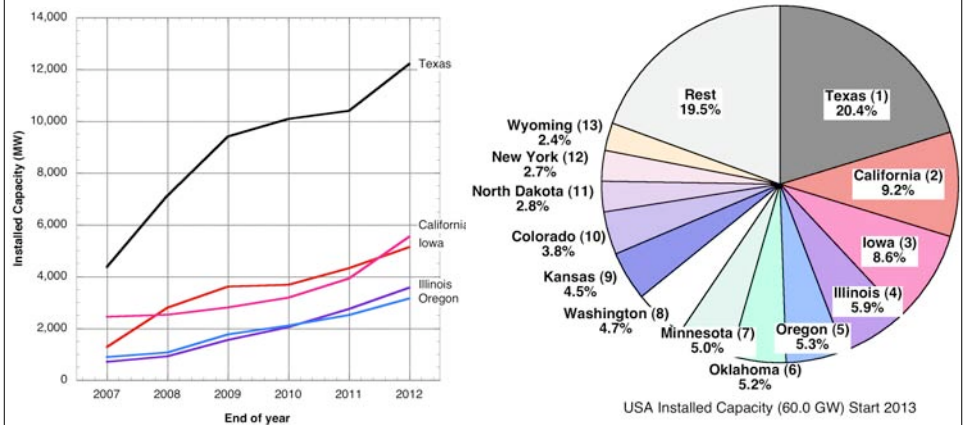 14,000
12,000
10,000
8,000
6,000
4,000
2,000
0
Installed Capacity (MW)
2007 2008 2009 2010 2011 2012
End of year
Texas
California
Iowa
Illinois
Oregon
Rest
19.5%
Texas (1)
20.4%
Wyoming (13)
2.4%
New York (12)
2.7%
North Dakota (11)
2.8%
Colorado (10)
3.8%
Kansas (9)
4.5%
Washington (8)
4.7%
Minnesota (7)
5.0%
Oklahoma (6)
5.2%
Oregon (5)
5.3%
Illinois (4)
5.9%
Iowa (3)
8.6%
California (2)
9.2%
USA Installed Capacity (60.0 GW) Start 2013